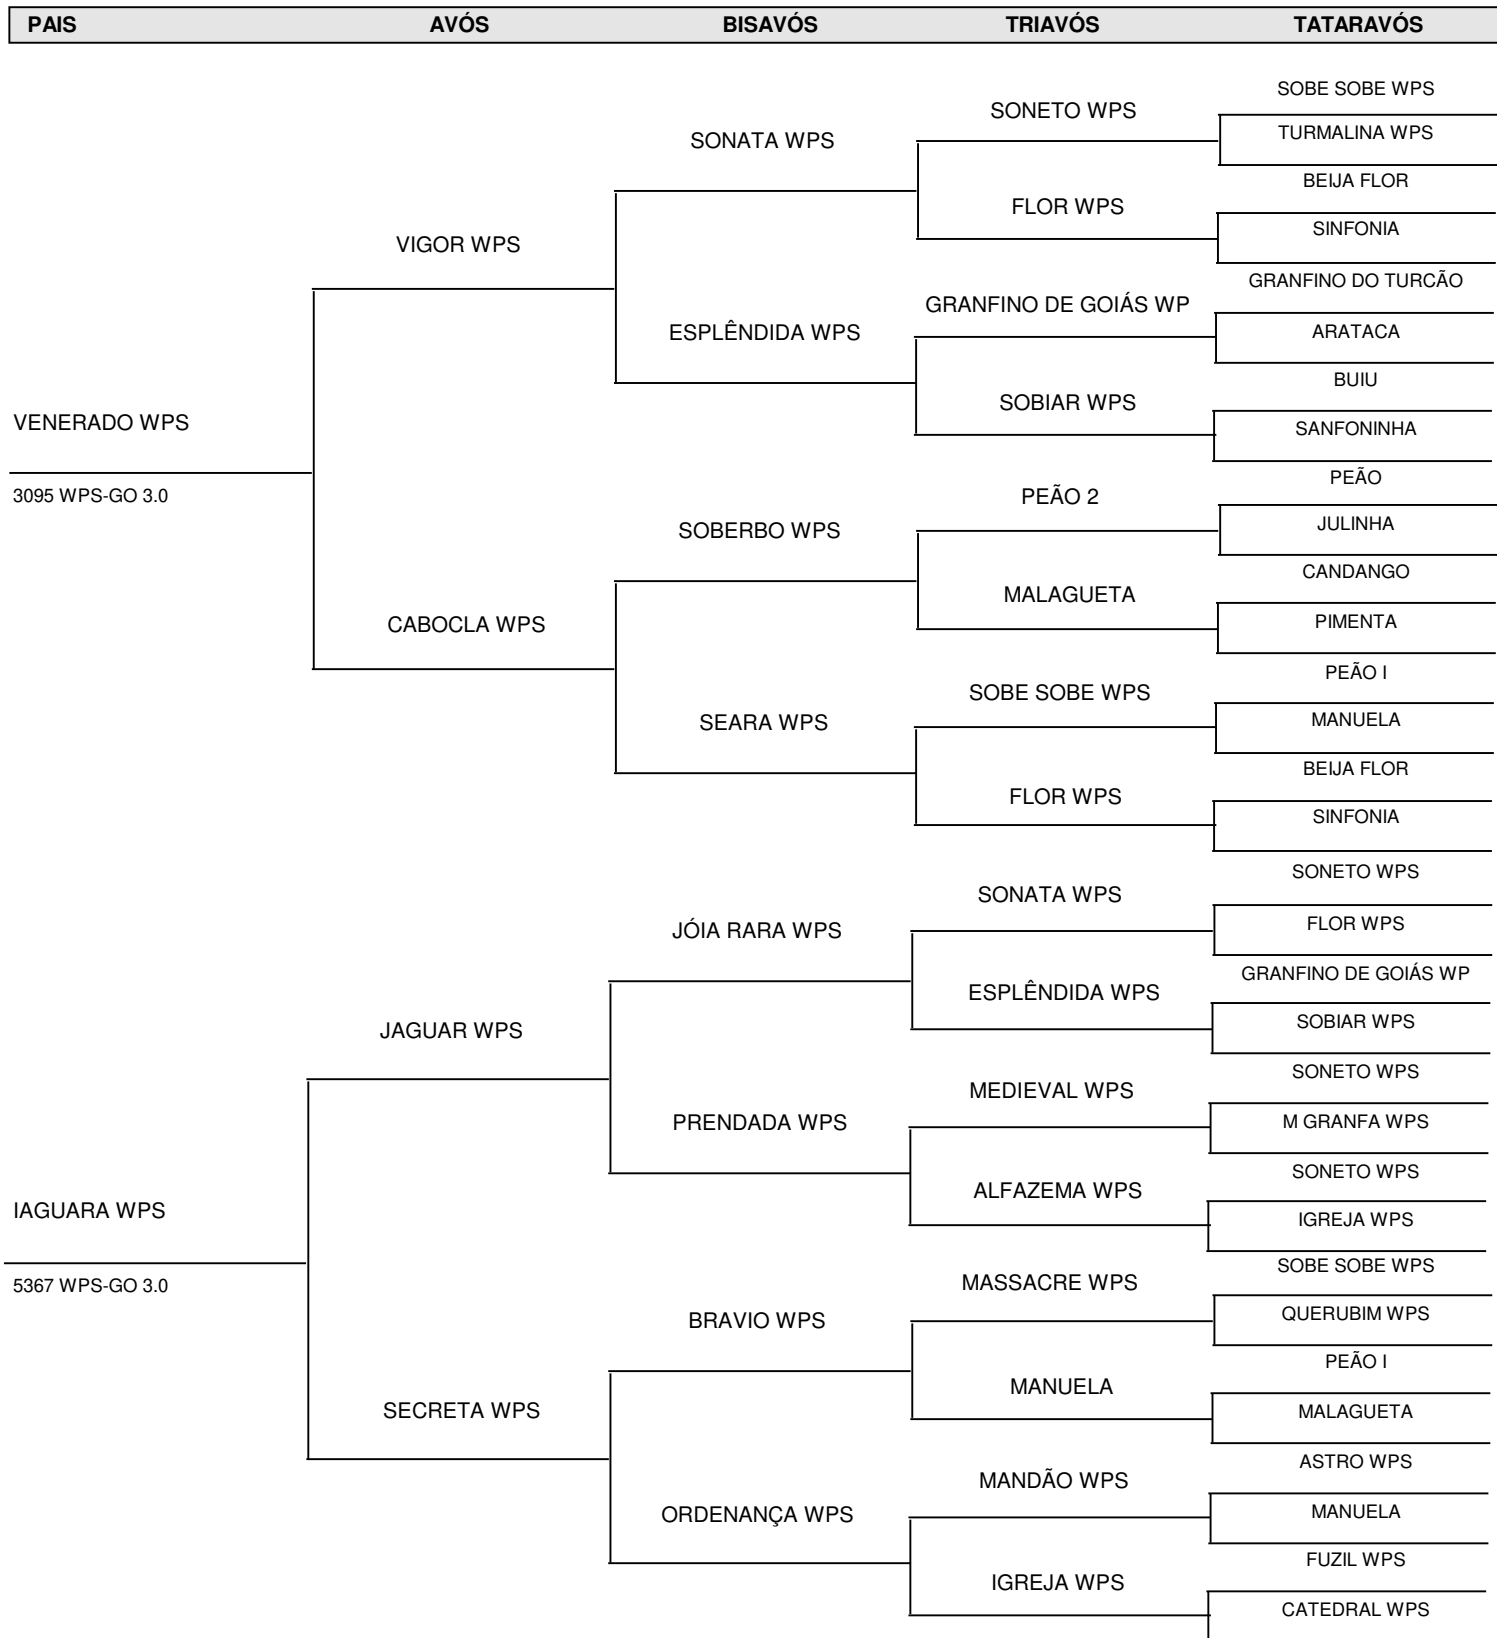 PAIS AVÓS BISAVÓS TRIAVÓS TATARAVÓS
SOBE SOBE WPS
SONETO WPS
TURMALINA WPS
SONATA WPS
BEIJA FLOR
FLOR WPS
SINFONIA
VIGOR WPS
GRANFINO DO TURCÃO
GRANFINO DE GOIÁS WP
ARATACA
ESPLÊNDIDA WPS
BUIU
SOBIAR WPS
SANFONINHA
VENERADO WPS
3095 WPS-GO 3.0
PEÃO
PEÃO 2
JULINHA
SOBERBO WPS
CANDANGO
MALAGUETA
PIMENTA
CABOCLA WPS
PEÃO I
SOBE SOBE WPS
MANUELA
SEARA WPS
BEIJA FLOR
FLOR WPS
SINFONIA
SONETO WPS
SONATA WPS
FLOR WPS
JÓIA RARA WPS
GRANFINO DE GOIÁS WP
ESPLÊNDIDA WPS
SOBIAR WPS
JAGUAR WPS
SONETO WPS
MEDIEVAL WPS
M GRANFA WPS
PRENDADA WPS
SONETO WPS
ALFAZEMA WPS
IGREJA WPS
IAGUARA WPS
5367 WPS-GO 3.0
SOBE SOBE WPS
MASSACRE WPS
QUERUBIM WPS
BRAVIO WPS
PEÃO I
MANUELA
MALAGUETA
SECRETA WPS
ASTRO WPS
MANDÃO WPS
MANUELA
ORDENANÇA WPS
FUZIL WPS
IGREJA WPS
CATEDRAL WPS